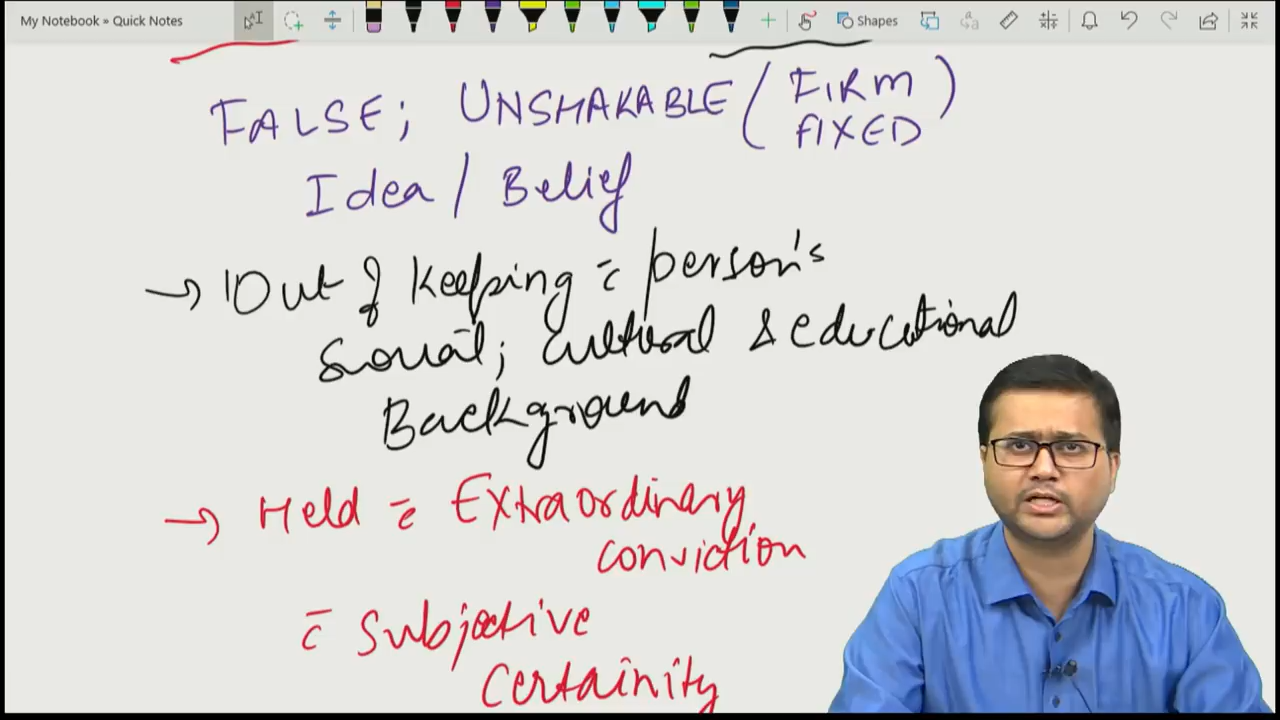 My Notebook » Quick Notes
Shapes
FALSE; UNSHAKABLE (FIRM
FIXED)
Idea / Belief
→ 'Out of keeping c̄ person's
Social; cultural & educational
Background
→ Held c̄ Extraordinary
conviction
c̄ Subjective
Certainity